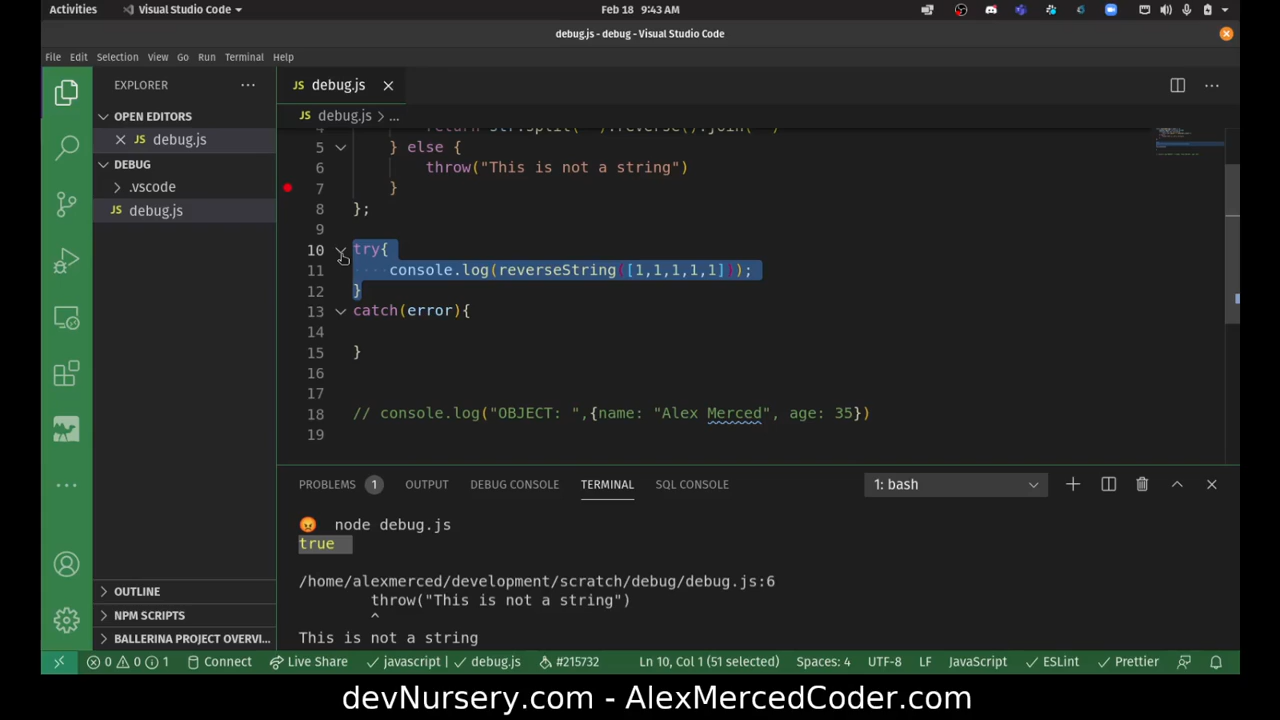 Activities
Visual Studio Code
Feb 18 9:43 AM
debug.js - debug - Visual Studio Code
File Edit Selection View Go Run Terminal Help
EXPLORER ...
JS debug.js
OPEN EDITORS
JS debug.js
JS debug.js > ...
DEBUG
.vscode
JS debug.js
5 } else {
6 throw("This is not a string")
7 }
8 };
9
10 try{
11 console.log(reverseString([1,1,1,1,1]));
12 }
13 catch(error){
14
15 }
16
17
18 // console.log("OBJECT: ",{name: "Alex Merced", age: 35})
19
PROBLEMS 1 OUTPUT DEBUG CONSOLE TERMINAL SQL CONSOLE 1: bash
node debug.js
true
/home/alexmerced/development/scratch/debug/debug.js:6
throw("This is not a string")
^
This is not a string
OUTLINE
NPM SCRIPTS
BALLERINA PROJECT OVERVI...
0 0 1 Connect Live Share javascript | debug.js #215732 Ln 10, Col 1 (51 selected) Spaces: 4 UTF-8 LF JavaScript ESLint Prettier
devNursery.com - AlexMercedCoder.com